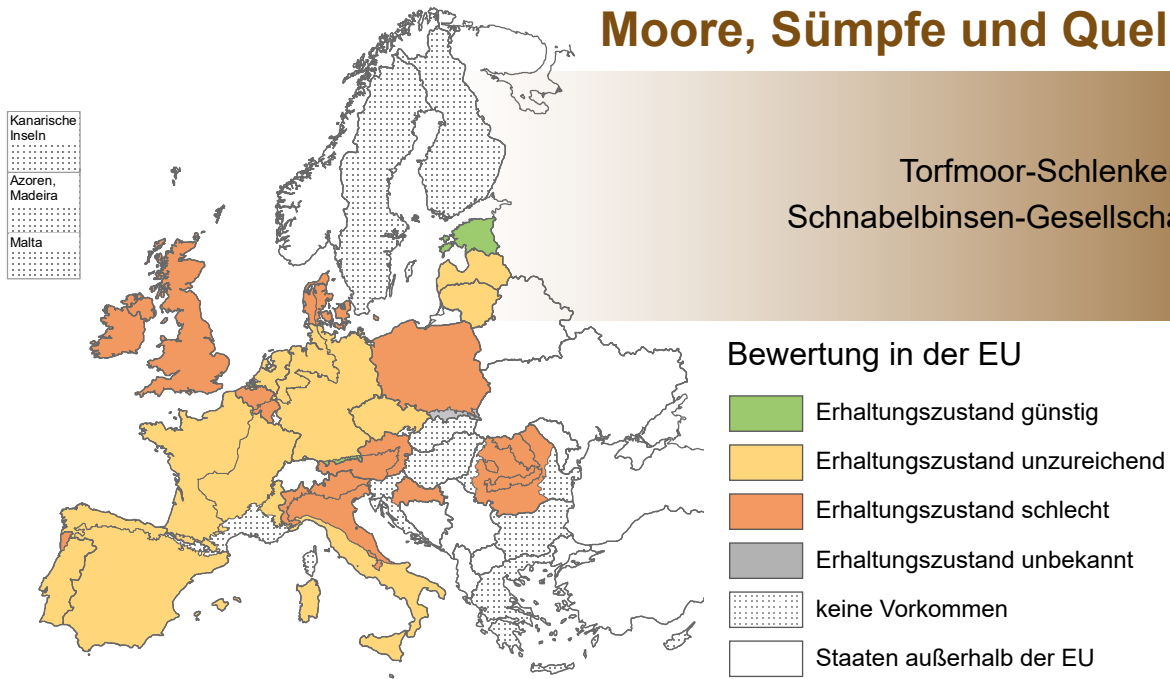 Moore, Sümpfe und Quel
Kanarische
Inseln
Azoren,
Madeira
Malta
Torfmoor-Schlenke
Schnabelbinsen-Gesellscha
Bewertung in der EU
Erhaltungszustand günstig
Erhaltungszustand unzureichend
Erhaltungszustand schlecht
Erhaltungszustand unbekannt
keine Vorkommen
Staaten außerhalb der EU